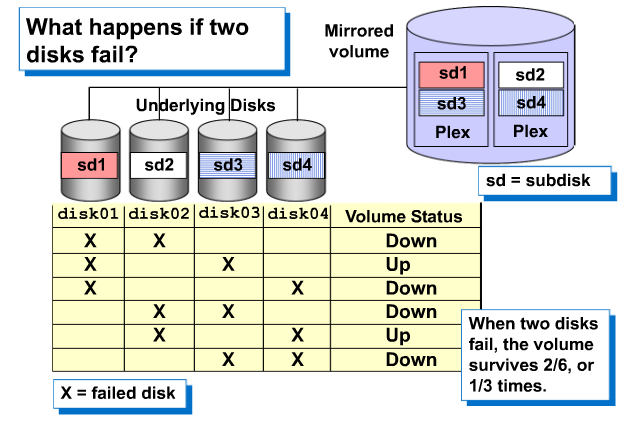 What happens if two
disks fail?
Mirrored
volume
sd1
sd2
sd3
sd4
Plex
Plex
Underlying Disks
sd1
sd2
sd3
sd4
sd = subdisk
disk01 disk02 disk03 disk04 Volume Status
X X Down
X X Up
X X Down
X X Down
X X Up
X X Down
When two disks
fail, the volume
survives 2/6, or
1/3 times.
X = failed disk